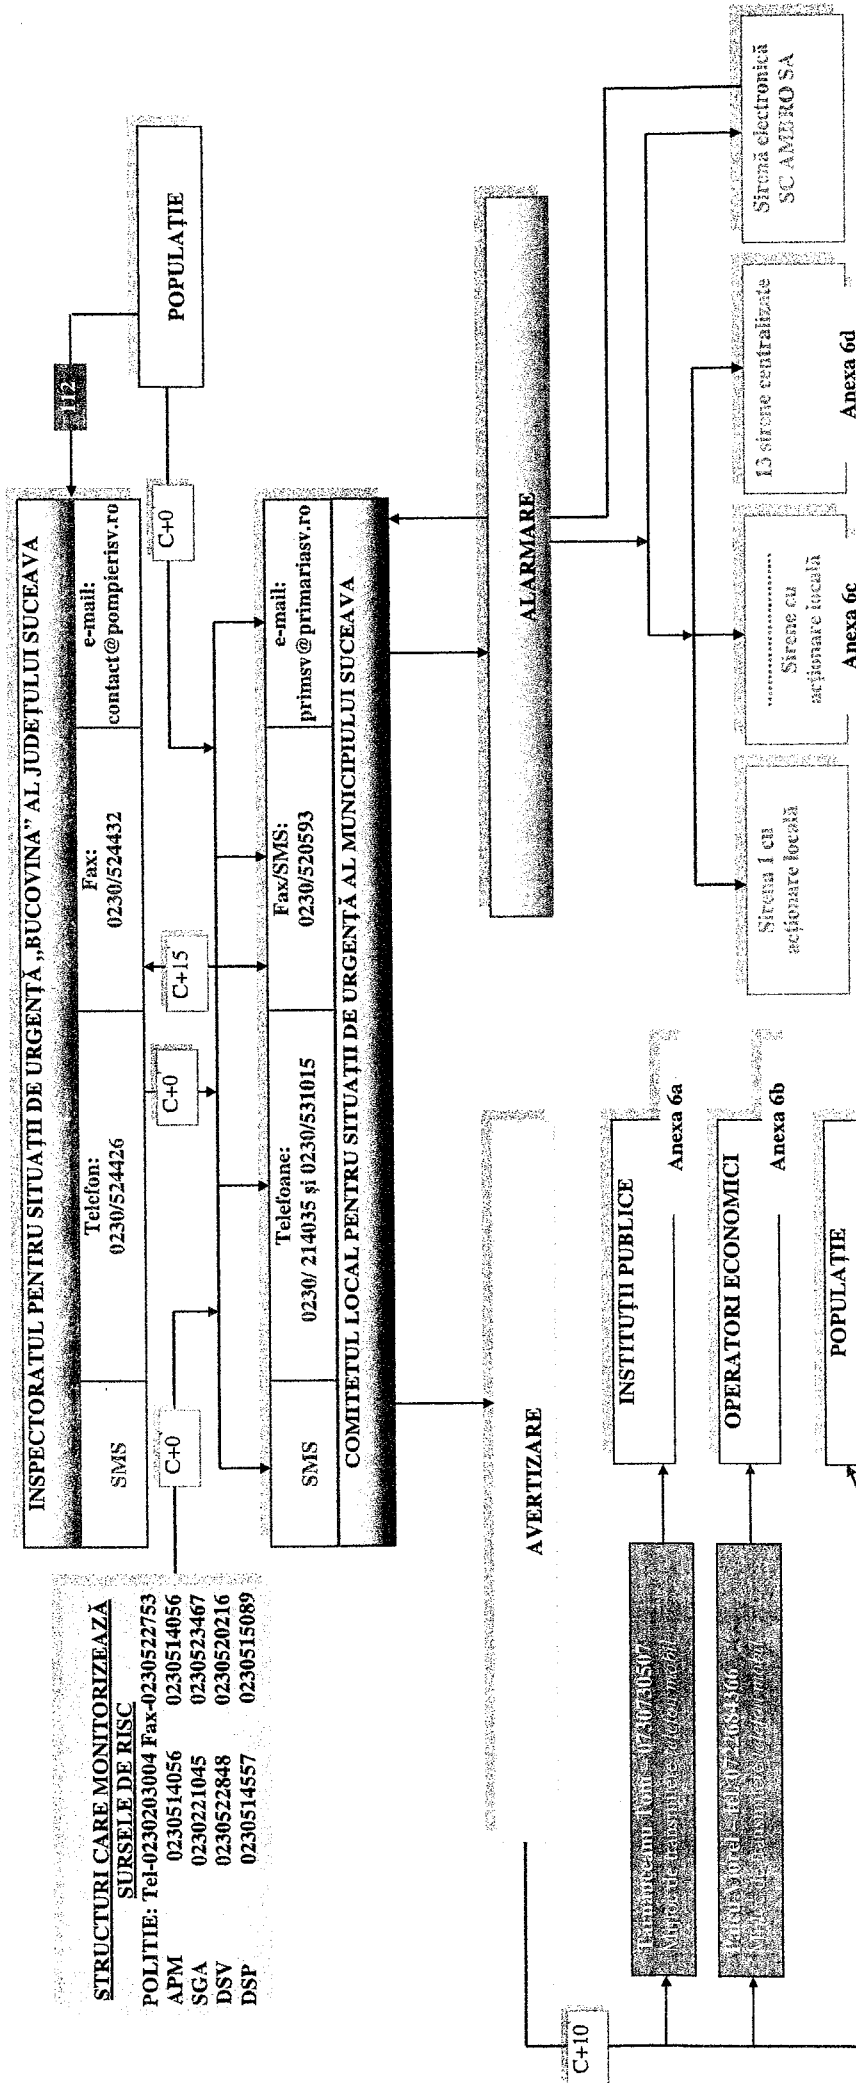 INSPECTORATUL PENTRU SITUAȚII DE URGENȚĂ „BUCOVINA” AL JUDEȚULUI SUCEAVA
SMS
Telefon:
0230/524426
Fax:
0230/524432
e-mail:
contact@pompierisv.ro
112
POPULAȚIE
STRUCTURI CARE MONITORIZEAZĂ
SURSELE DE RISC
POLITIE: Tel-0230203004 Fax-0230522753
APM 0230514056 0230514056
SGA 0230221045 0230523467
DSV 0230522848 0230520216
DSP 0230514557 0230515089
C+0
C+0
C+15
C+0
SMS
Telefoane:
0230/ 214035 și 0230/531015
Fax/SMS:
0230/520593
e-mail:
primsv@primariasv.ro
COMITETUL LOCAL PENTRU SITUAȚII DE URGENȚĂ AL MUNICIPIULUI SUCEAVA
AVERTIZARE
ALARMARE
C+10
0730730507
Mijloc de transmitere
INSTITUȚII PUBLICE
Anexa 6a
OPERATORI ECONOMICI
Anexa 6b
POPULAȚIE
Sirena 1 cu
acționare locală
Sirene cu
acționare locală
Anexa 6c
13 sirene centralizate
Anexa 6d
Sirenă electronică
SC AMBRO SA